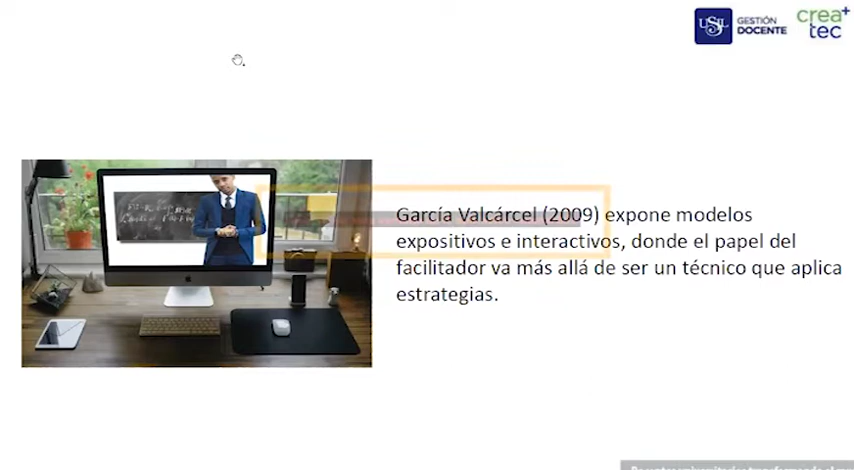 USIL GESTIÓN
DOCENTE
crea+
tec
García Valcárcel (2009) expone modelos
expositivos e interactivos, donde el papel del
facilitador va más allá de ser un técnico que aplica
estrategias.